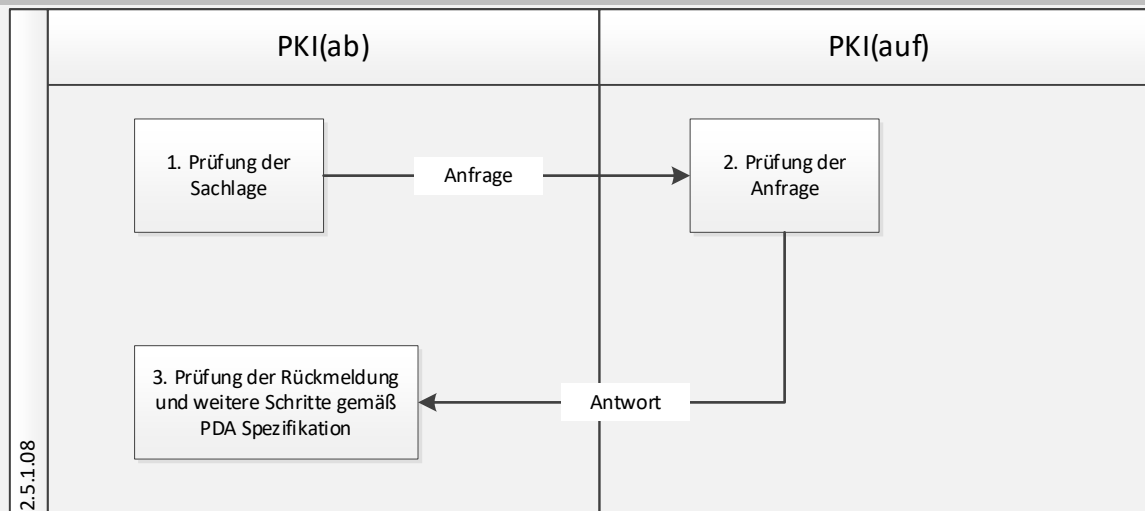 PKI(ab)
PKI(auf)
1. Prüfung der
Sachlage
Anfrage
2. Prüfung der
Anfrage
3. Prüfung der Rückmeldung
und weitere Schritte gemäß
PDA Spezifikation
Antwort
2.5.1.08